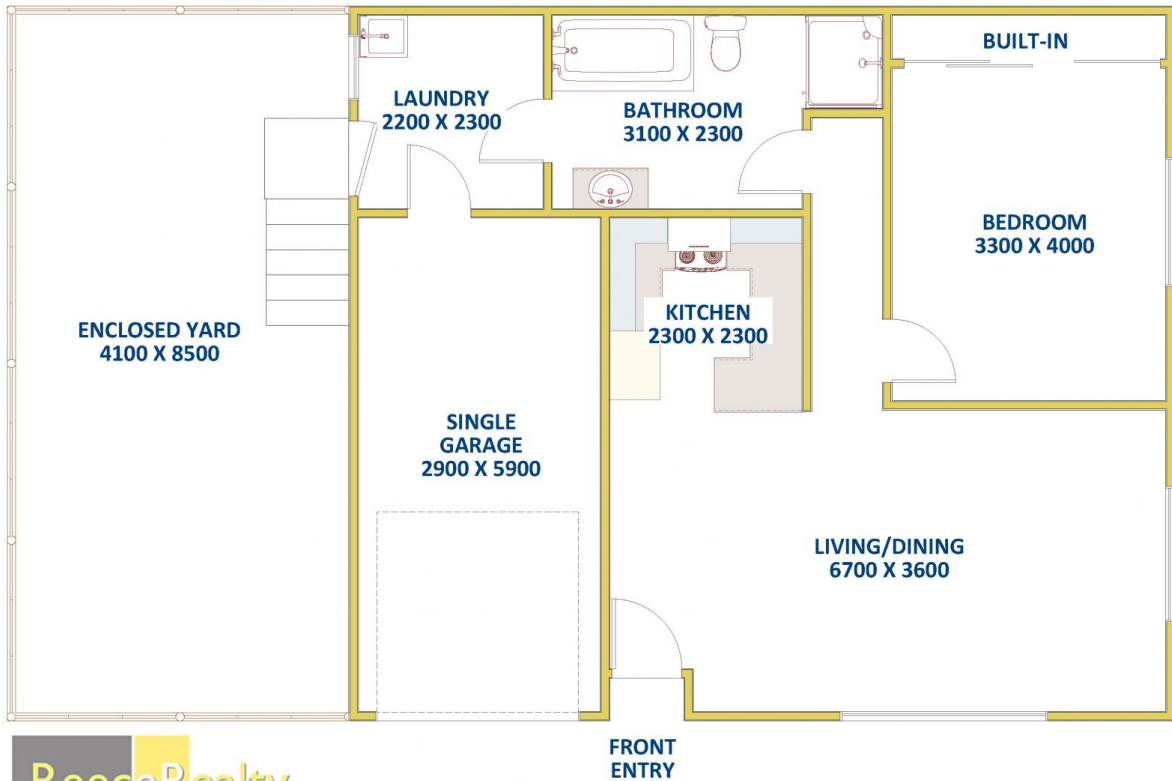 BUILT-IN
LAUNDRY
2200 X 2300
BATHROOM
3100 X 2300
BEDROOM
3300 X 4000
ENCLOSED YARD
4100 X 8500
KITCHEN
2300 X 2300
SINGLE
GARAGE
2900 X 5900
LIVING/DINING
6700 X 3600
FRONT
ENTRY
ReeceRealty